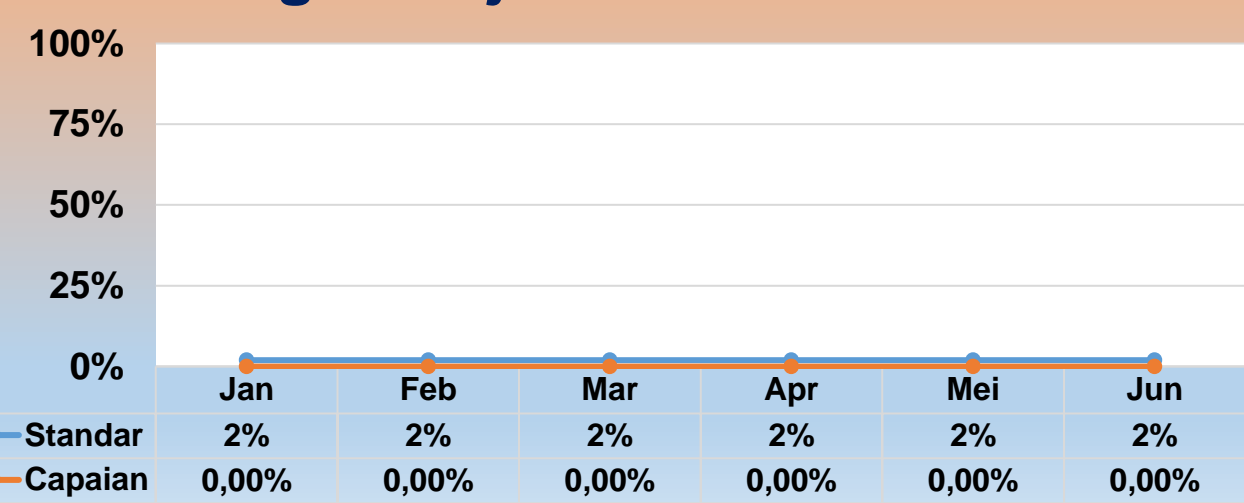 100%
75%
50%
25%
0%
Jan Feb Mar Apr Mei Jun
Standar 2% 2% 2% 2% 2% 2%
Capaian 0,00% 0,00% 0,00% 0,00% 0,00% 0,00%